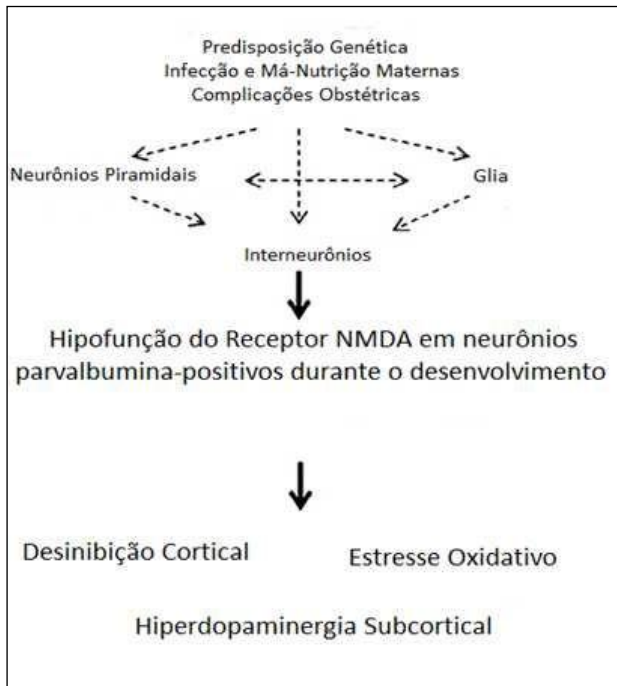 Predisposição Genética
Infecção e Má-Nutrição Maternas
Complicações Obstétricas
Neurônios Piramidais
Glia
Interneurônios
Hipofunção do Receptor NMDA em neurônios
parvalbumina-positivos durante o desenvolvimento
Desinibição Cortical
Estresse Oxidativo
Hiperdopaminergia Subcortical